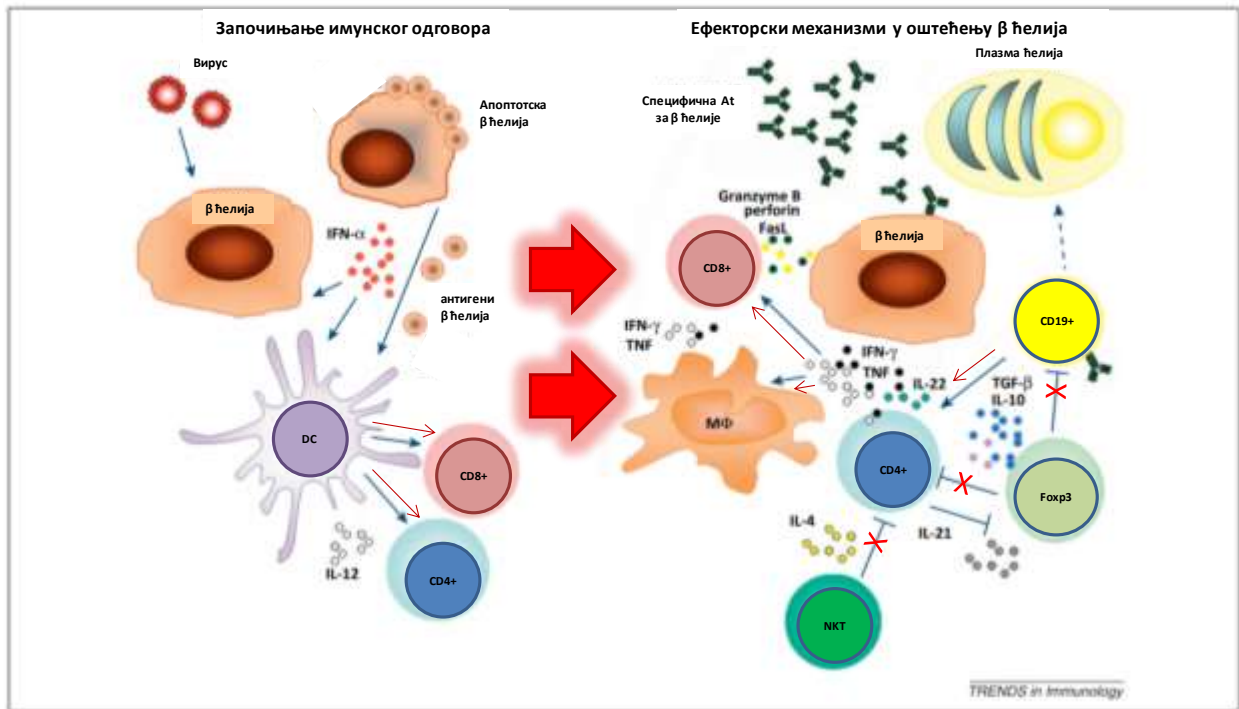 Започињање имунског одговора
Вирус
Апоптотска
β ћелија
β ћелија
IFN-α
антигени
β ћелија
DC
CD8+
IL-12
CD4+
Ефекторски механизми у оштећењу β ћелија
Плазма ћелија
Специфична At
за β ћелије
Granzyme B
perforin
FasL
β ћелија
CD8+
CD19+
IFN-γ
TNF
IFN-γ
TNF
IL-22
TGF-β
IL-10
МФ
CD4+
Foxp3
IL-4
IL-21
NKT
TRENDS in Immunology